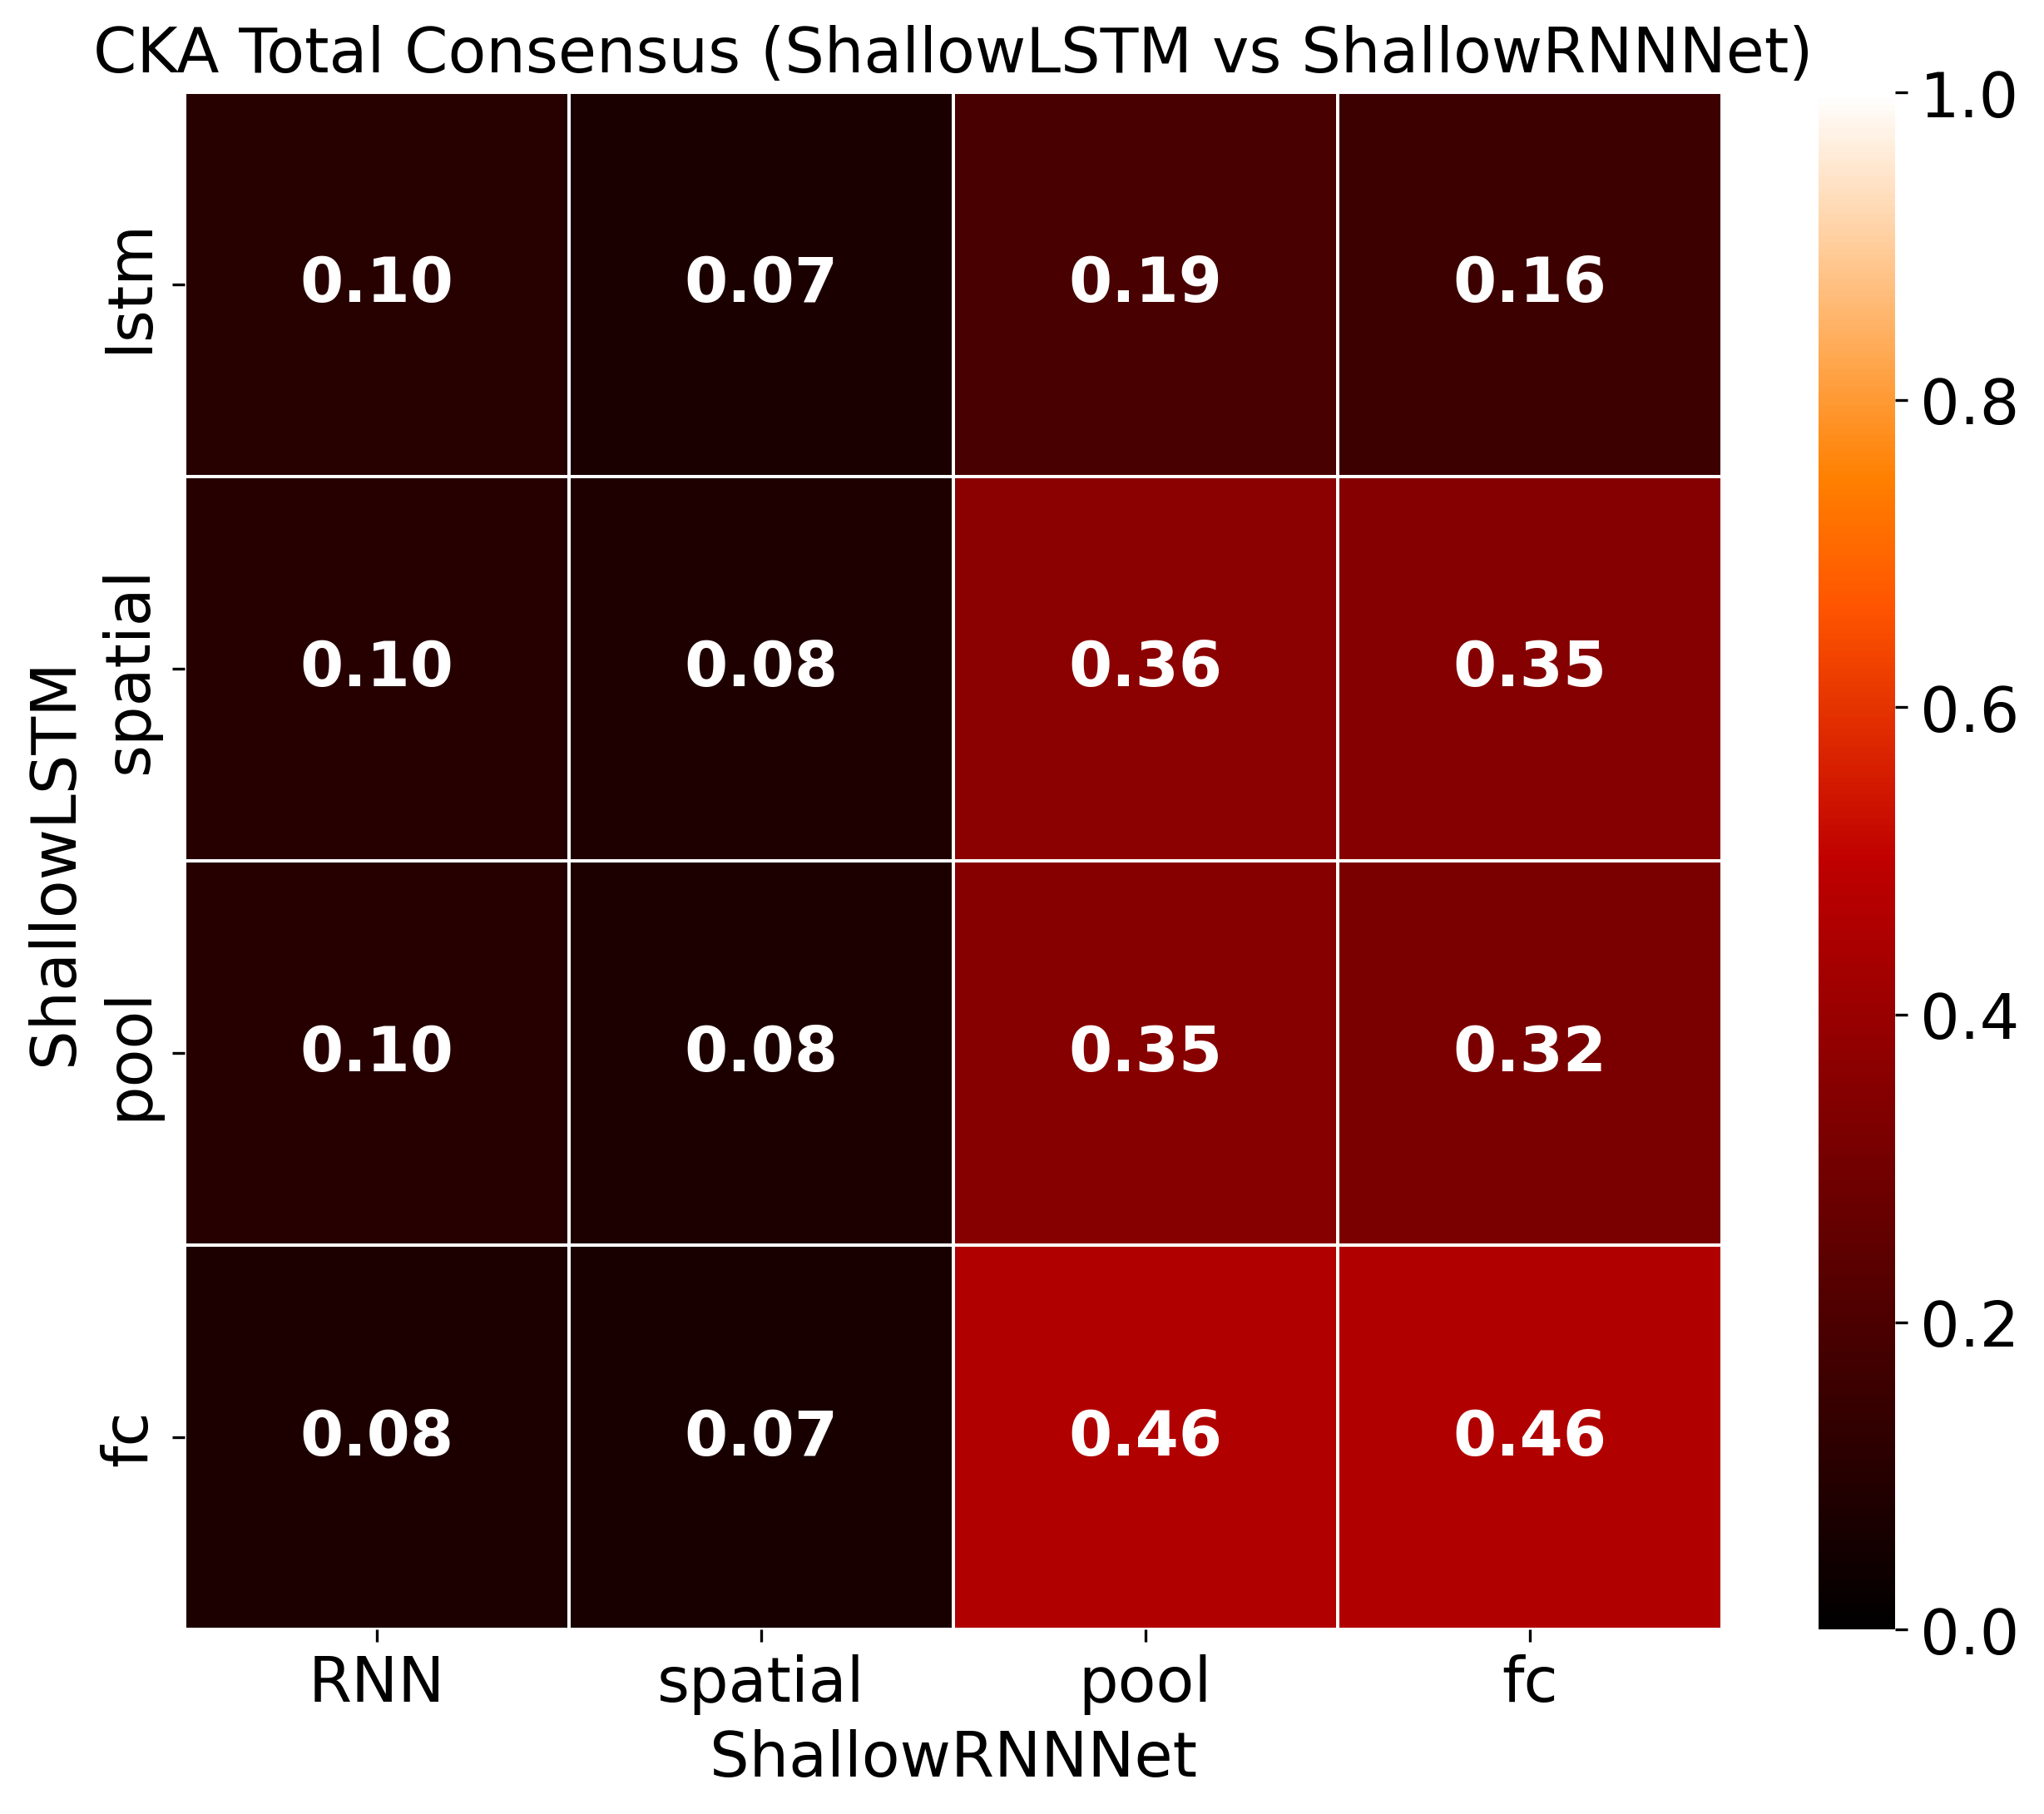 CKA Total Consensus (ShallowLSTM vs ShallowRNNNet)
1.0
0.8
0.6
0.4
0.2
0.0
ShallowLSTM
lstm
0.10 0.07 0.19 0.16
spatial
0.10 0.08 0.36 0.35
pool
0.10 0.08 0.35 0.32
fc
0.08 0.07 0.46 0.46
RNN spatial pool fc
ShallowRNNNet